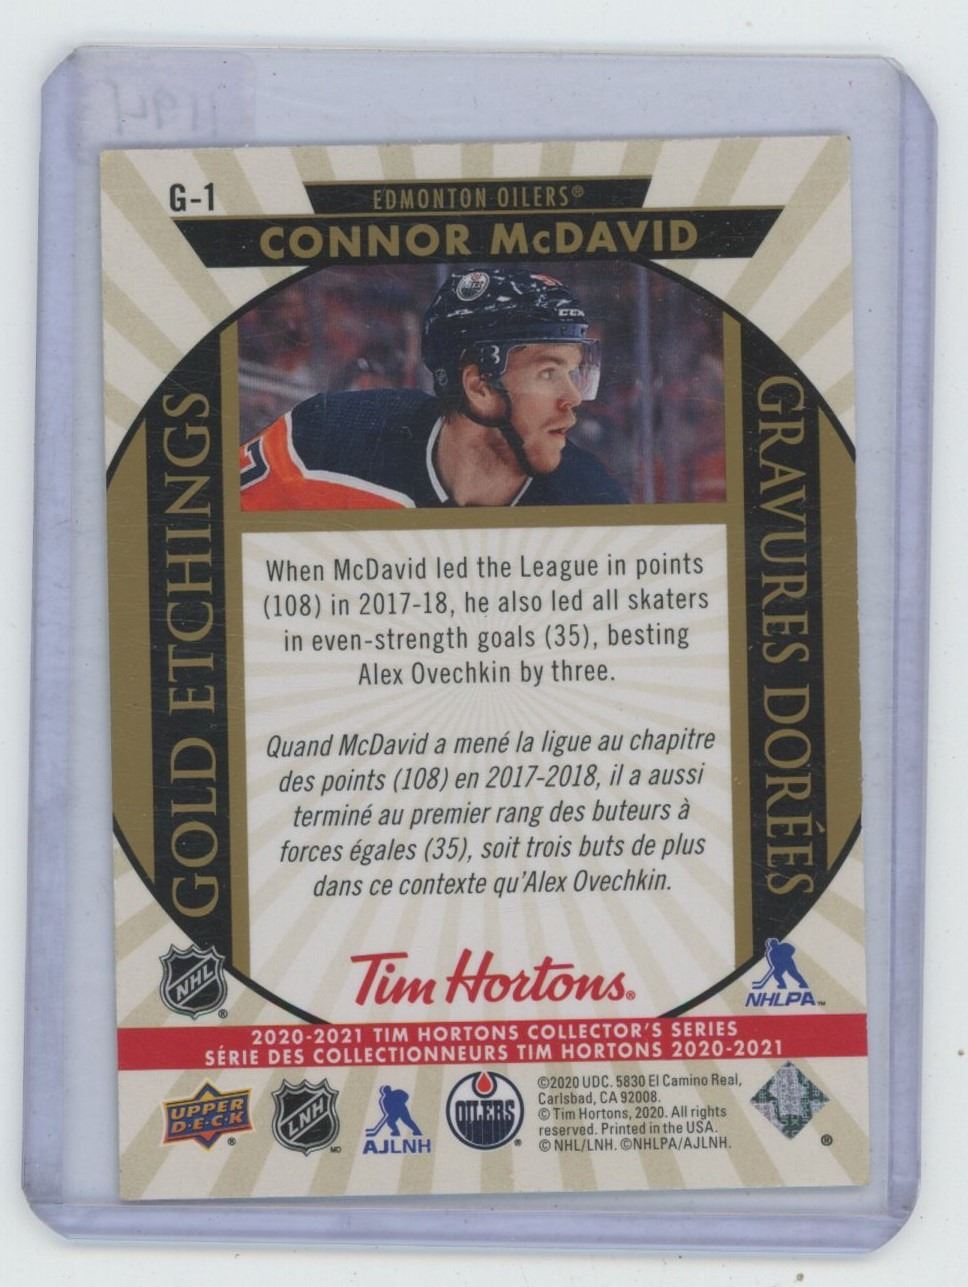 G-1
EDMONTON OILERS®
CONNOR McDAVID
GOLD ETCHINGS
GRAVURES DORÉES
When McDavid led the League in points
(108) in 2017-18, he also led all skaters
in even-strength goals (35), besting
Alex Ovechkin by three.
Quand McDavid a mené la ligue au chapitre
des points (108) en 2017-2018, il a aussi
terminé au premier rang des buteurs à
forces égales (35), soit trois buts de plus
dans ce contexte qu'Alex Ovechkin.
NHL®
Tim Hortons®
NHLPA™
2020-2021 TIM HORTONS COLLECTOR'S SERIES
SÉRIE DES COLLECTIONNEURS TIM HORTONS 2020-2021
UPPER
D·E·C·K®
LNH MD
AJLNH
OILERS®
©2020 UDC. 5830 El Camino Real,
Carlsbad, CA 92008.
© Tim Hortons, 2020. All rights
reserved. Printed in the USA.
© NHL/LNH. ©NHLPA/AJLNH.
®